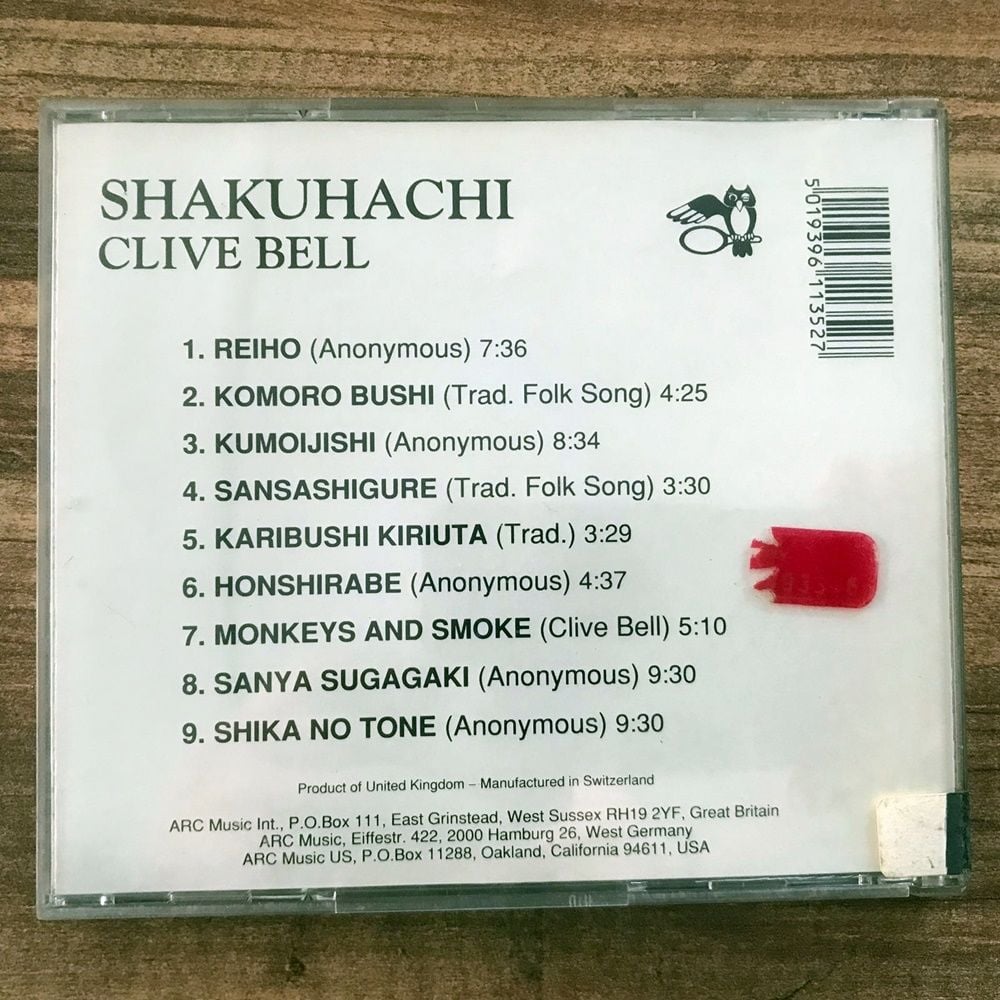 SHAKUHACHI
CLIVE BELL
5 019396 113527
1. REIHO (Anonymous) 7:36
2. KOMORO BUSHI (Trad. Folk Song) 4:25
3. KUMOIJISHI (Anonymous) 8:34
4. SANSASHIGURE (Trad. Folk Song) 3:30
5. KARIBUSHI KIRIUTA (Trad.) 3:29
6. HONSHIRABE (Anonymous) 4:37
7. MONKEYS AND SMOKE (Clive Bell) 5:10
8. SANYA SUGAGAKI (Anonymous) 9:30
9. SHIKA NO TONE (Anonymous) 9:30
Product of United Kingdom – Manufactured in Switzerland
ARC Music Int., P.O.Box 111, East Grinstead, West Sussex RH19 2YF, Great Britain
ARC Music, Eiffestr. 422, 2000 Hamburg 26, West Germany
ARC Music US, P.O.Box 11288, Oakland, California 94611, USA